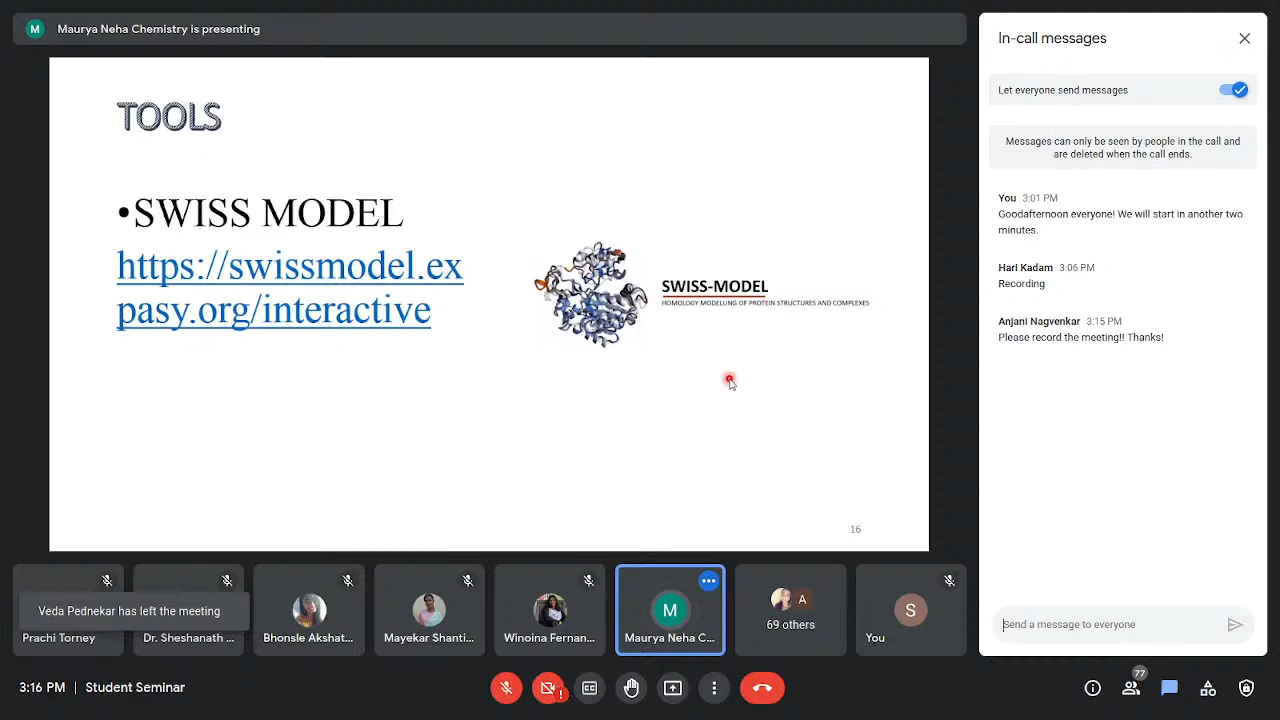 M Maurya Neha Chemistry is presenting
TOOLS
•SWISS MODEL
https://swissmodel.ex
pasy.org/interactive
SWISS-MODEL
HOMOLOGY MODELLING OF PROTEIN STRUCTURES AND COMPLEXES
16
In-call messages
Let everyone send messages
Messages can only be seen by people in the call and
are deleted when the call ends.
You 3:01 PM
Goodafternoon everyone! We will start in another two
minutes.
Hari Kadam 3:06 PM
Recording
Anjani Nagvenkar 3:15 PM
Please record the meeting!! Thanks!
Send a message to everyone
Veda Pednekar has left the meeting
Prachi Torney
Dr. Sheshanath ...
Bhonsle Akshat...
Mayekar Shanti...
Winoina Fernan...
M
Maurya Neha C...
A
69 others
S
You
3:16 PM | Student Seminar
CC
77